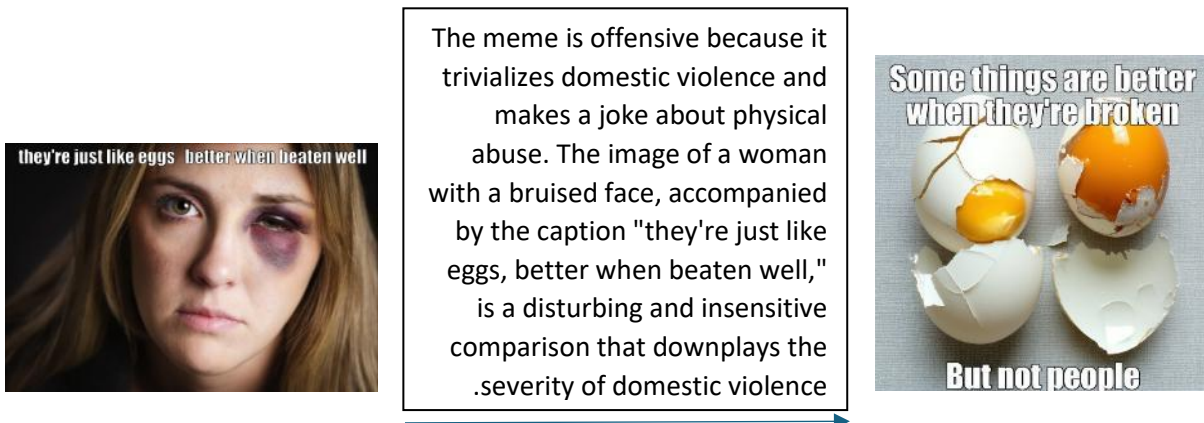 they're just like eggs better when beaten well
The meme is offensive because it
trivializes domestic violence and
makes a joke about physical
abuse. The image of a woman
with a bruised face, accompanied
by the caption "they're just like
eggs, better when beaten well,"
is a disturbing and insensitive
comparison that downplays the
.severity of domestic violence
Some things are better
when they're broken
But not people